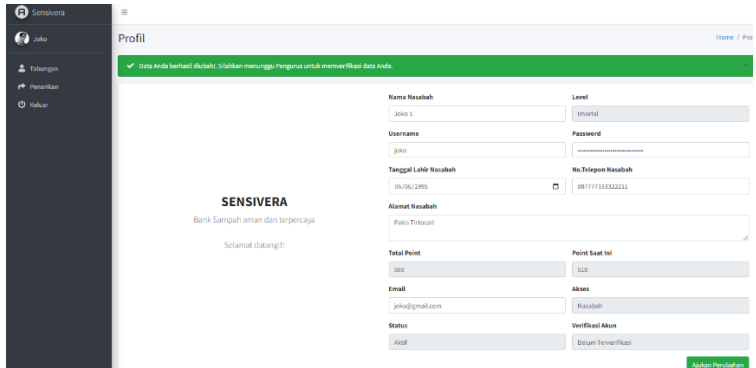 Sensivera
Joko
Profil
Home /
Tabungan
Penarikan
Keluar
Data Anda berhasil diubah!. Silahkan menunggu Pengurus untuk memverifikasi data Anda.
Nama Nasabah
Level
Joko 1
Imortal
Username
Password
joko
Tanggal Lahir Nasabah
No.Telepon Nasabah
06/06/1995
Alamat Nasabah
Pakis Tirtosari
SENSIVERA
Bank Sampah aman dan terpercaya
Selamat datang!!!
Total Point
Point Saat Ini
510
Email
Akses
joko@gmail.com
Nasabah
Status
Verifikasi Akun
Aktif
Belum Terverifikasi
Ajukan Perubahan